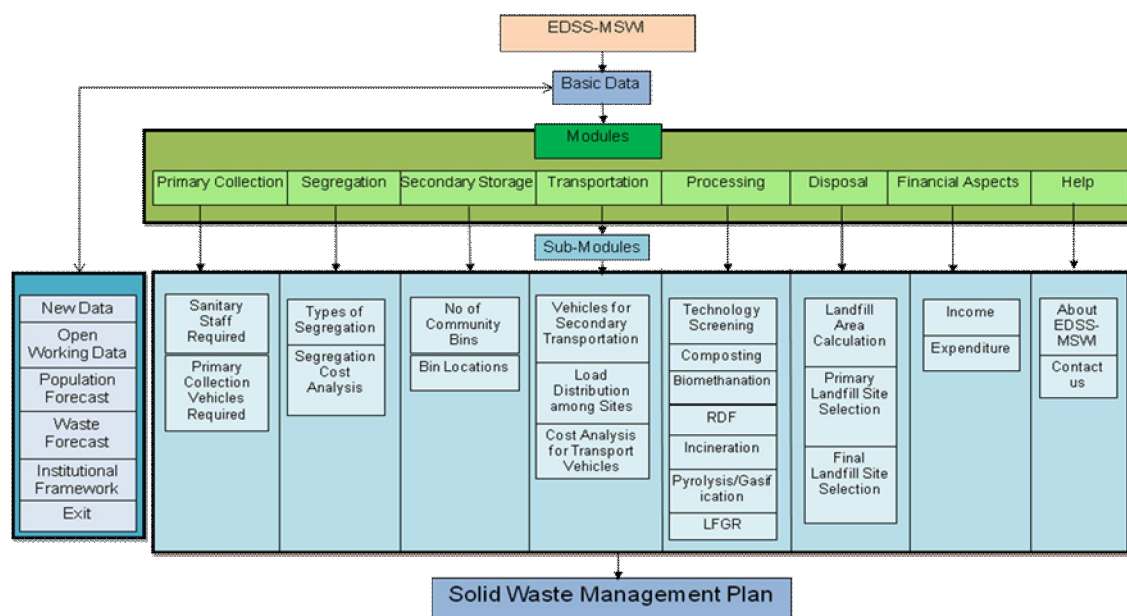 EDSS-MSWI
Basic Data
Modules
Primary Collection
Segregation
Secondary Storage
Transportation
Processing
Disposal
Financial Aspects
Help
Sub-Modules
New Data
Open
Working Data
Population
Forecast
Waste
Forecast
Institutional
Framework
Exit
Sanitary
Staff
Required
Primary
Collection
Vehicles
Required
Types of
Segregation
Segregation
Cost
Analysis
No of
Community
Bins
Bin Locations
Vehicles for
Secondary
Transportation
Load
Distribution
among Sites
Cost Analysis
for Transport
Vehicles
Technology
Screening
Composting
Biomethanation
RDF
Incineration
Pyrolysis/Gasif
ication
LFGR
Landfill
Area
Calculation
Primary
Landfill Site
Selection
Final
Landfill Site
Selection
Income
Expenditure
About
EDSS-
MSWI
Contact
us
Solid Waste Management Plan